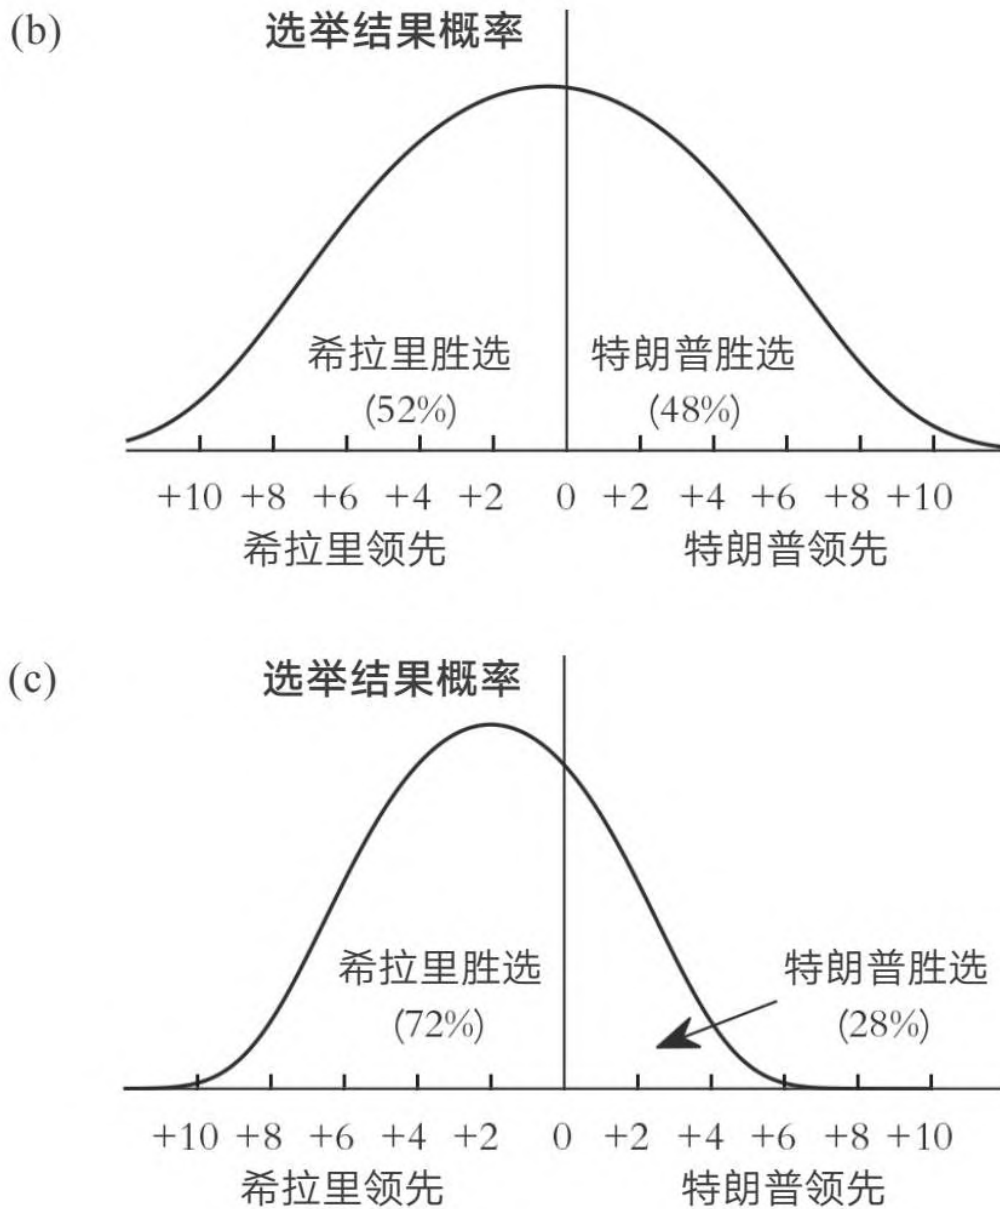 (b) 选举结果概率
希拉里胜选 特朗普胜选
(52%) (48%)
+10 +8 +6 +4 +2 0 +2 +4 +6 +8 +10
希拉里领先 特朗普领先
(c) 选举结果概率
希拉里胜选 特朗普胜选
(72%) (28%)
+10 +8 +6 +4 +2 0 +2 +4 +6 +8 +10
希拉里领先 特朗普领先